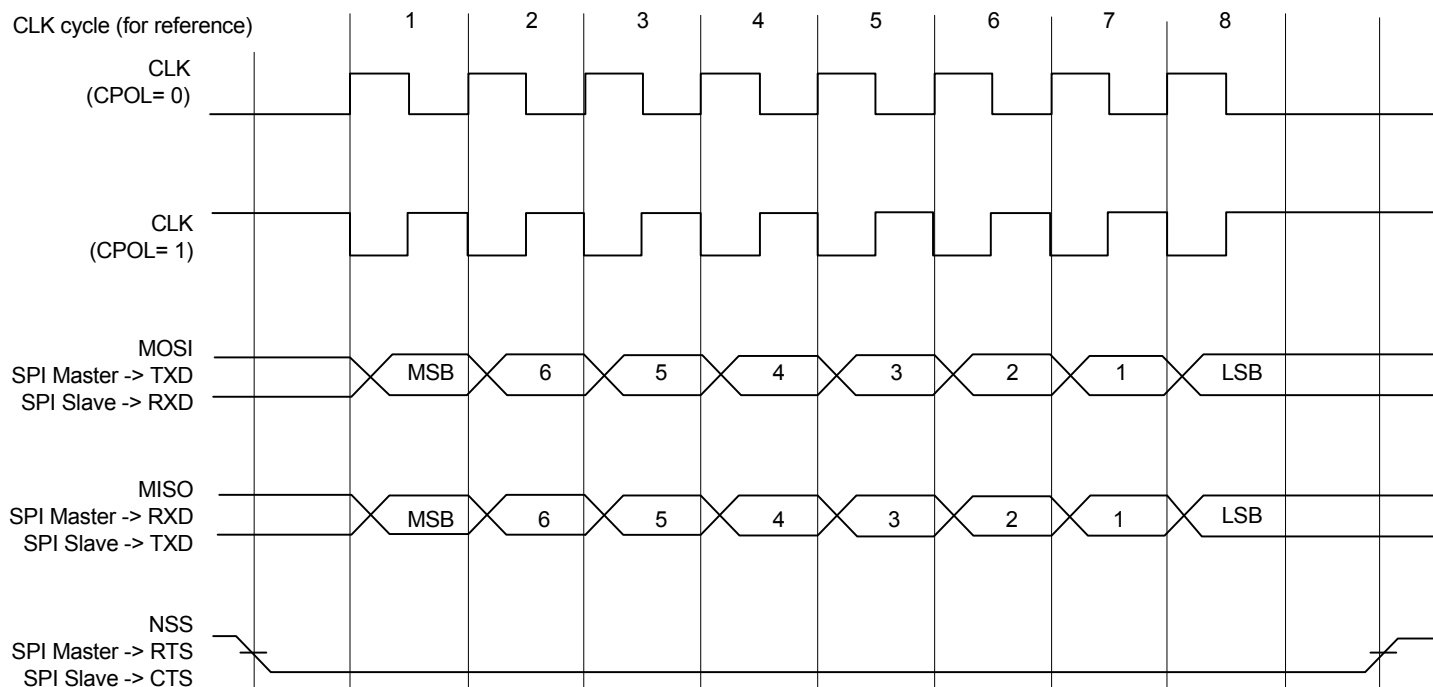 CLK cycle (for reference)
1 2 3 4 5 6 7 8
CLK
(CPOL= 0)
CLK
(CPOL= 1)
MOSI
SPI Master -> TXD
SPI Slave -> RXD
MSB 6 5 4 3 2 1 LSB
MISO
SPI Master -> RXD
SPI Slave -> TXD
MSB 6 5 4 3 2 1 LSB
NSS
SPI Master -> RTS
SPI Slave -> CTS